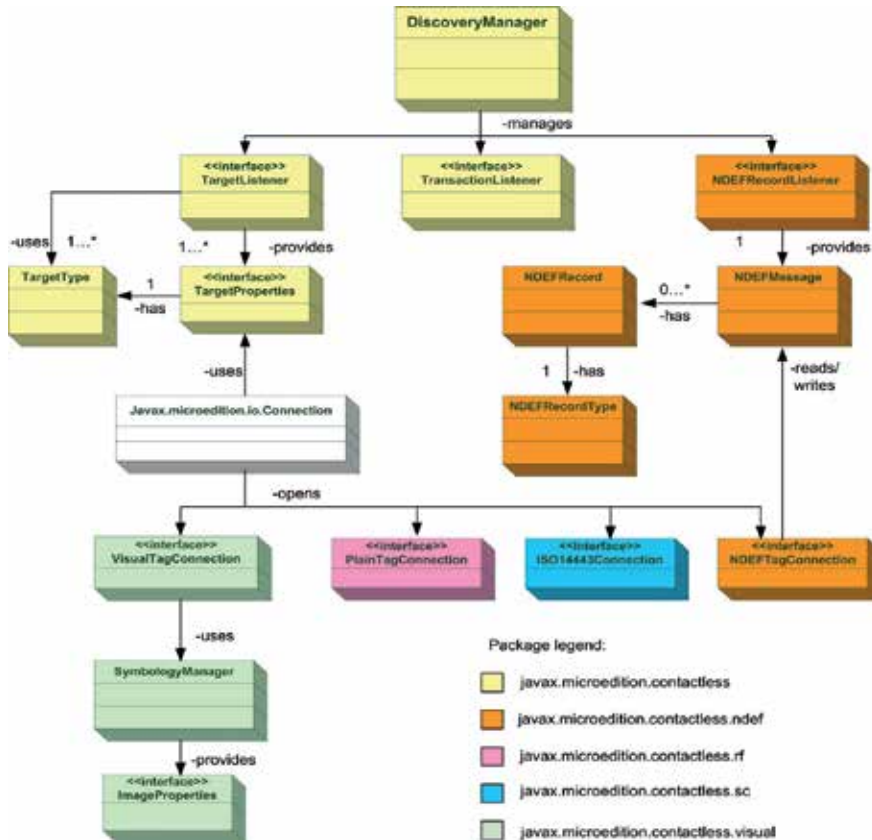 DiscoveryManager
-manages
<<interface>>
TargetListener
<<interface>>
TransactionListener
<<interface>>
NDEFRecordListener
-uses
1...*
1...*
-provides
1
-provides
TargetType
1
-has
<<interface>>
TargetProperties
NDEFRecord
0...*
-has
NDEFMessage
-uses
1
-has
-reads/
writes
Javax.microedition.io.Connection
NDEFRecordType
-opens
<<interface>>
VisualTagConnection
<<interface>>
PlainTagConnection
<<interface>>
ISO14443Connection
<<interface>>
NDEFTagConnection
-uses
SymbologyManager
-provides
<<interface>>
ImageProperties
Package legend:
javax.microedition.contactless
javax.microedition.contactless.ndef
javax.microedition.contactless.rf
javax.microedition.contactless.sc
javax.microedition.contactless.visual